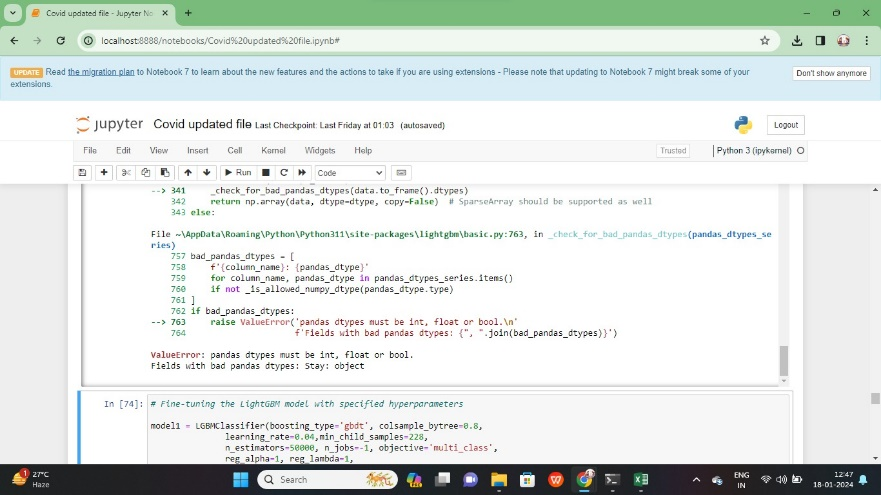 Covid updated file - Jupyter No
localhost:8888/notebooks/Covid%20updated%20file.ipynb#
UPDATE Read the migration plan to Notebook 7 to learn about the new features and the actions to take if you are using extensions - Please note that updating to Notebook 7 might break some of your
extensions.
Don't show anymore
jupyter Covid updated file Last Checkpoint: Last Friday at 01:03 (autosaved)
Logout
File Edit View Insert Cell Kernel Widgets Help
Trusted
Python 3 (ipykernel)
Run
Code
--> 341     _check_for_bad_pandas_dtypes(data.to_frame().dtypes)
342     return np.array(data, dtype=dtype, copy=False)  # SparseArray should be supported as well
343 else:
File ~\AppData\Roaming\Python\Python311\site-packages\lightgbm\basic.py:763, in _check_for_bad_pandas_dtypes(pandas_dtypes_se
ries)
757 bad_pandas_dtypes = [
758     f'{column_name}: {pandas_dtype}'
759     for column_name, pandas_dtype in pandas_dtypes_series.items()
760     if not _is_allowed_numpy_dtype(pandas_dtype.type)
761 ]
762 if bad_pandas_dtypes:
--> 763     raise ValueError('pandas dtypes must be int, float or bool.\n'
764                      f'Fields with bad pandas dtypes: {", ".join(bad_pandas_dtypes)}')
ValueError: pandas dtypes must be int, float or bool.
Fields with bad pandas dtypes: Stay: object
In [74]: # Fine-tuning the LightGBM model with specified hyperparameters
model1 = LGBMClassifier(boosting_type='gbdt', colsample_bytree=0.8,
learning_rate=0.04,min_child_samples=228,
n_estimators=50000, n_jobs=-1, objective='multi_class',
reg_alpha=1, reg_lambda=1,
1
27°C
Haze
Search
ENG
IN
12:47
18-01-2024